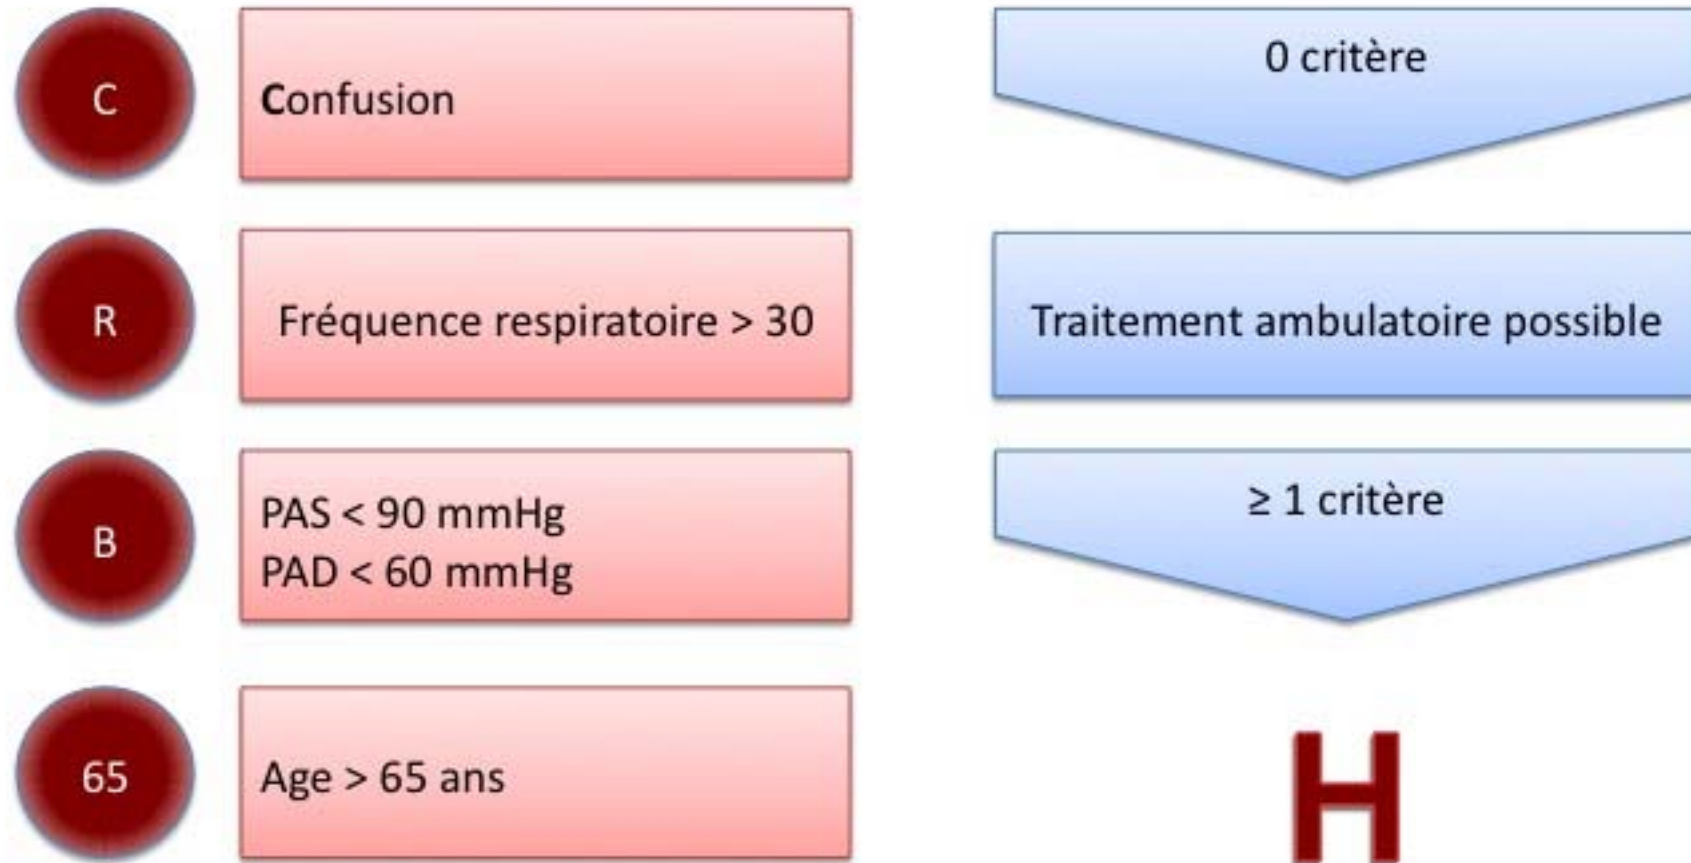 C
Confusion
R
Fréquence respiratoire > 30
B
PAS < 90 mmHg
PAD < 60 mmHg
65
Age > 65 ans
0 critère
Traitement ambulatoire possible
≥ 1 critère
H